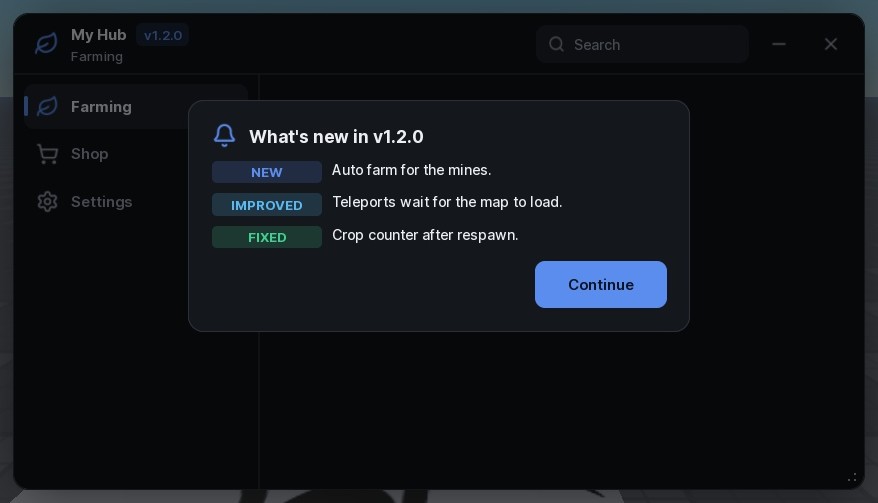 My Hub v1.2.0
Farming
Search
Farming
Shop
Settings
What's new in v1.2.0
NEW Auto farm for the mines.
IMPROVED Teleports wait for the map to load.
FIXED Crop counter after respawn.
Continue